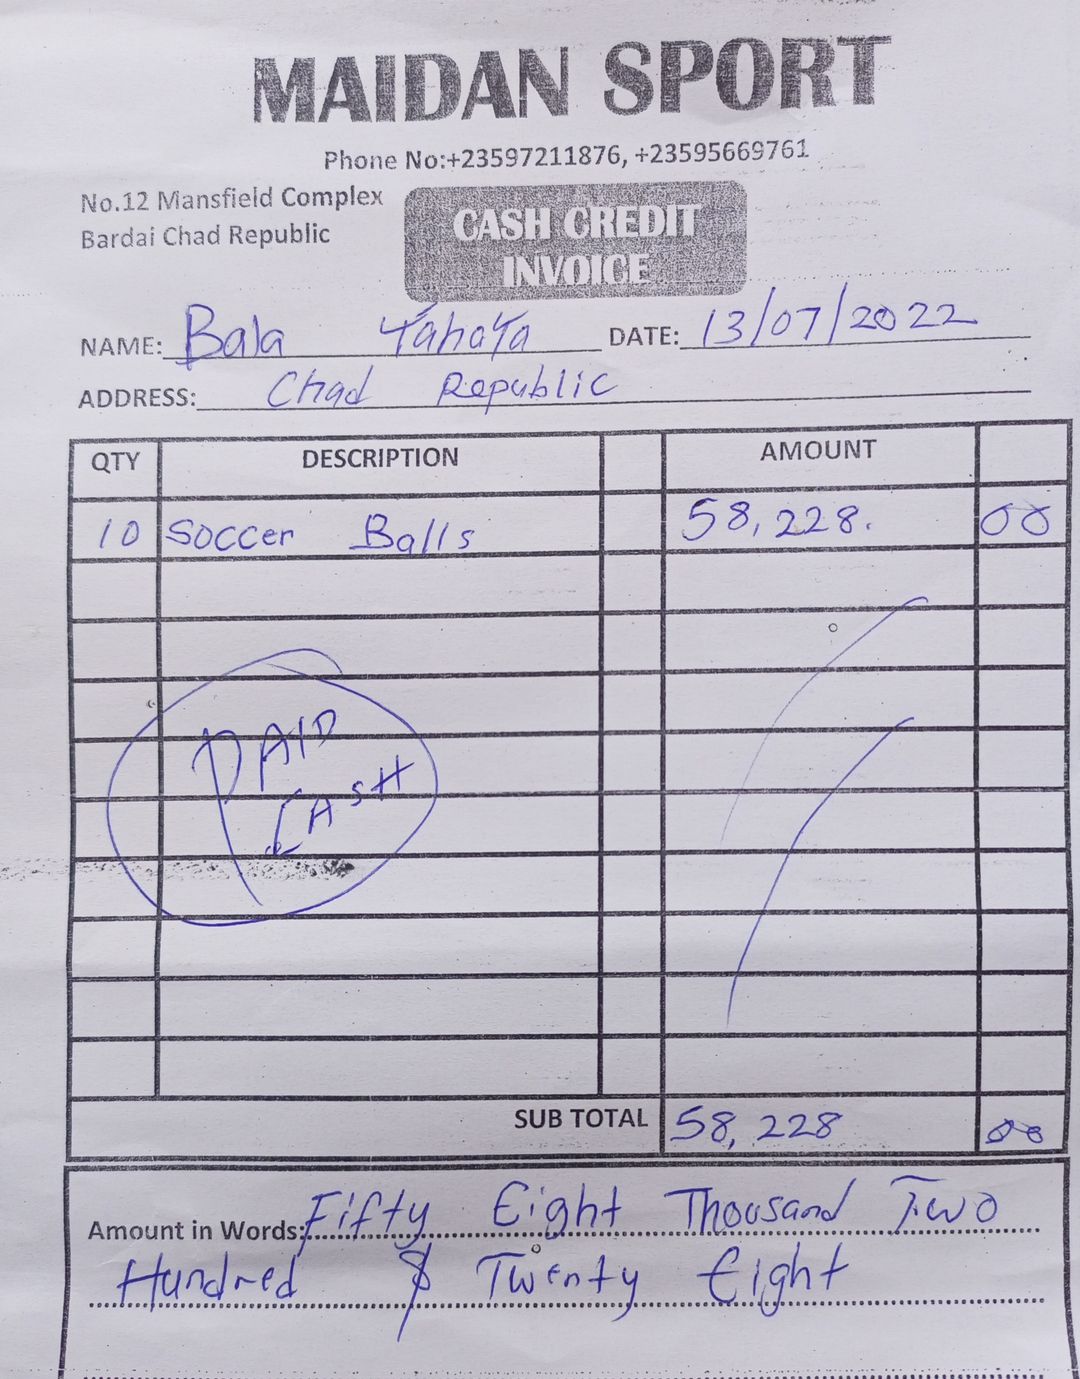 MAIDAN SPORT
Phone No:+23597211876, +23595669761
No.12 Mansfield Complex
Bardai Chad Republic
CASH CREDIT
INVOICE
NAME: Bala Yahaya DATE: 13/07/2022
ADDRESS: Chad Republic
QTY DESCRIPTION AMOUNT
10 Soccer Balls 58,228. 00
PAID
CASH
SUB TOTAL 58,228 00
Amount in Words: Fifty Eight Thousand Two
Hundred & Twenty Eight